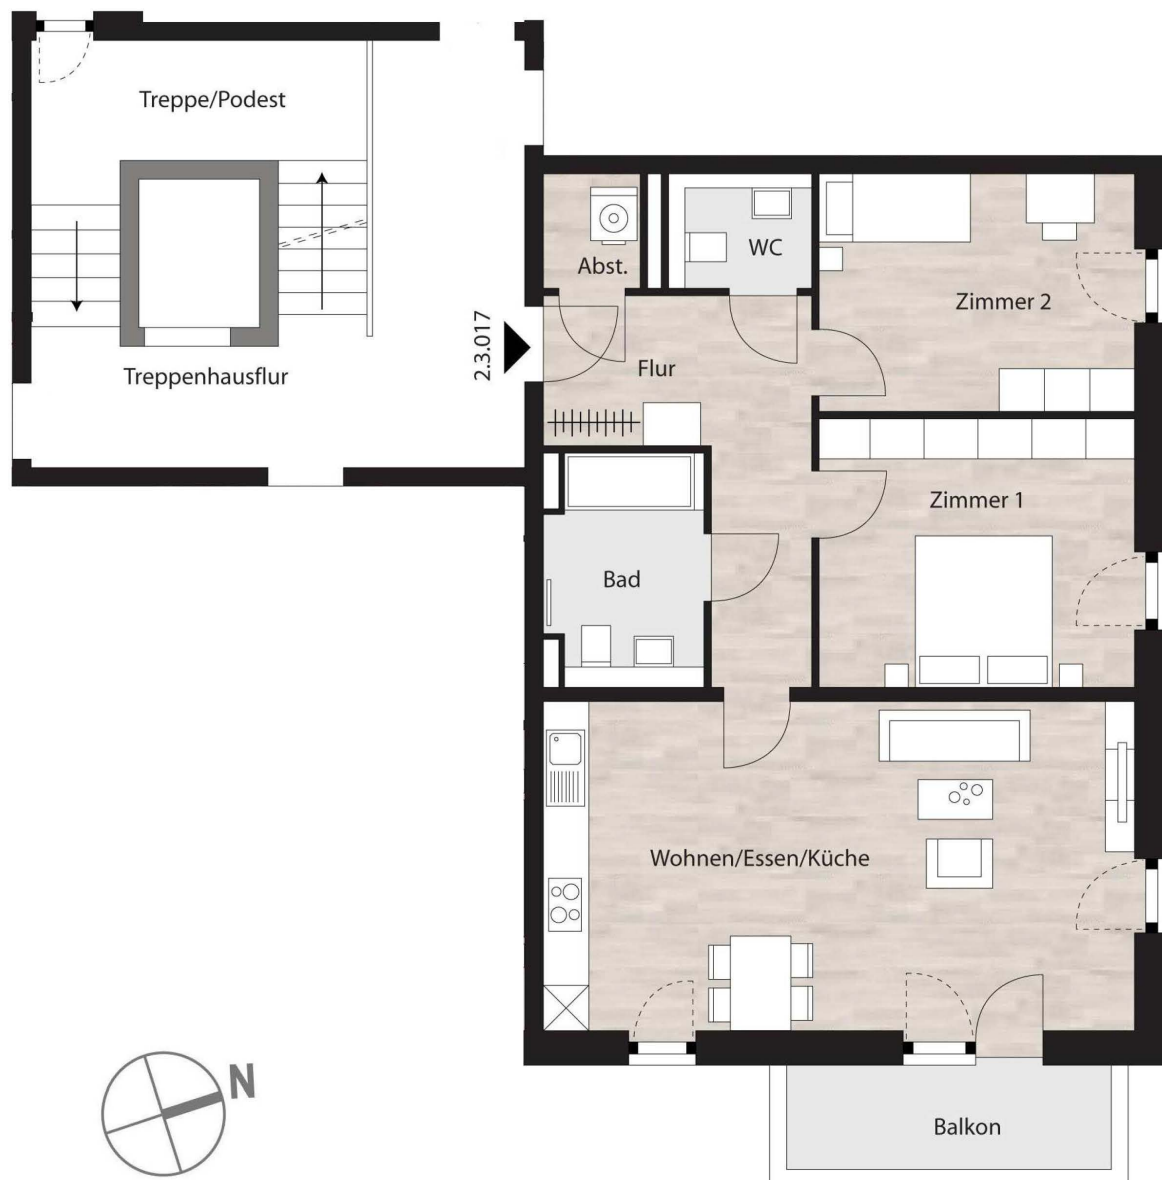 Treppe/Podest
WC
Abst.
Zimmer 2
2.3.017
Flur
Treppenhausflur
Zimmer 1
Bad
Wohnen/Essen/Küche
N
Balkon